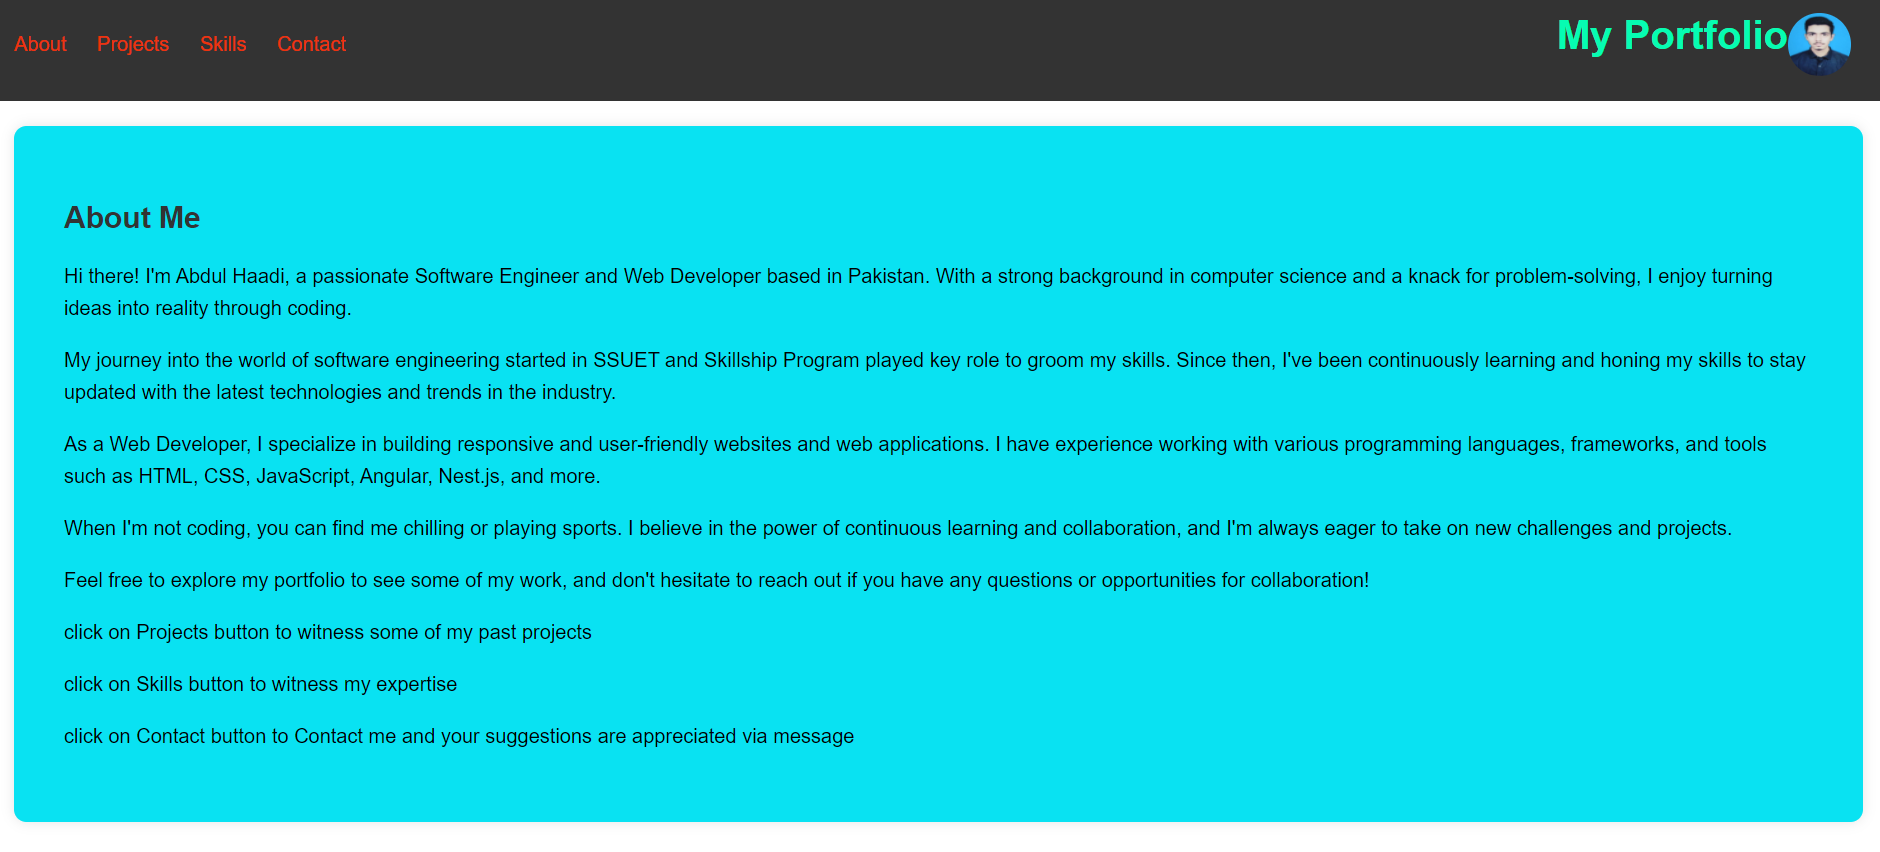 About Projects Skills Contact
My Portfolio
About Me
Hi there! I'm Abdul Haadi, a passionate Software Engineer and Web Developer based in Pakistan. With a strong background in computer science and a knack for problem-solving, I enjoy turning
ideas into reality through coding.
My journey into the world of software engineering started in SSUET and Skillship Program played key role to groom my skills. Since then, I've been continuously learning and honing my skills to stay
updated with the latest technologies and trends in the industry.
As a Web Developer, I specialize in building responsive and user-friendly websites and web applications. I have experience working with various programming languages, frameworks, and tools
such as HTML, CSS, JavaScript, Angular, Nest.js, and more.
When I'm not coding, you can find me chilling or playing sports. I believe in the power of continuous learning and collaboration, and I'm always eager to take on new challenges and projects.
Feel free to explore my portfolio to see some of my work, and don't hesitate to reach out if you have any questions or opportunities for collaboration!
click on Projects button to witness some of my past projects
click on Skills button to witness my expertise
click on Contact button to Contact me and your suggestions are appreciated via message